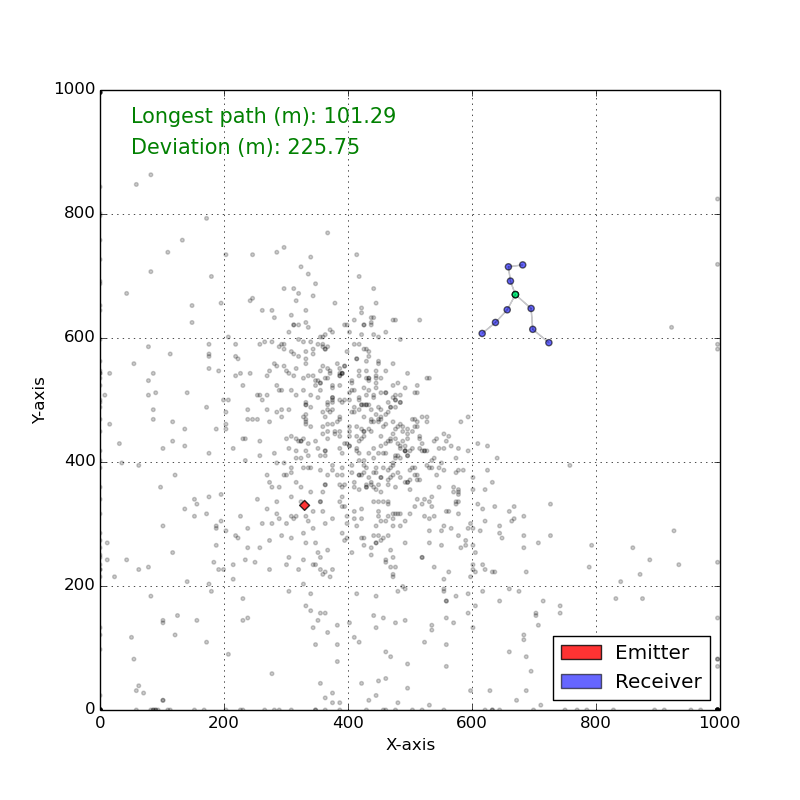 Longest path (m): 101.29
Deviation (m): 225.75
1000
800
600
400
200
0
Y-axis
0 200 400 600 800 1000
X-axis
Emitter
Receiver